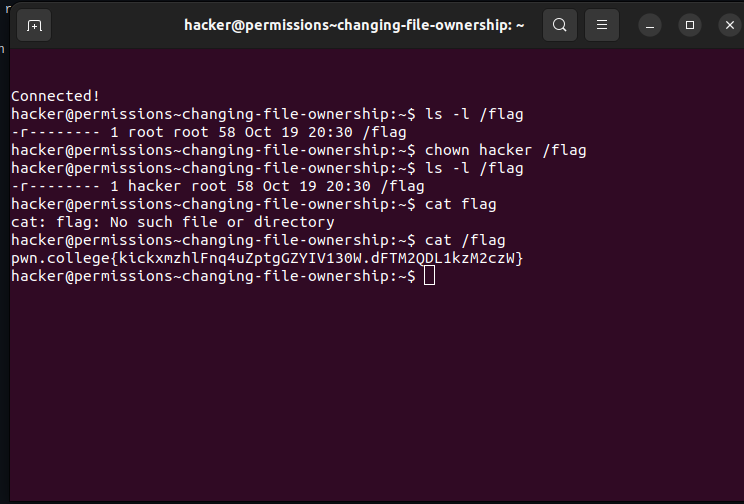 hacker@permissions~changing-file-ownership: ~
Connected!
hacker@permissions~changing-file-ownership:~$ ls -l /flag
-r-------- 1 root root 58 Oct 19 20:30 /flag
hacker@permissions~changing-file-ownership:~$ chown hacker /flag
hacker@permissions~changing-file-ownership:~$ ls -l /flag
-r-------- 1 hacker root 58 Oct 19 20:30 /flag
hacker@permissions~changing-file-ownership:~$ cat flag
cat: flag: No such file or directory
hacker@permissions~changing-file-ownership:~$ cat /flag
pwn.college{kickxmzhlFnq4uZptgGZYIV130W.dFTM2QDL1kzM2czW}
hacker@permissions~changing-file-ownership:~$